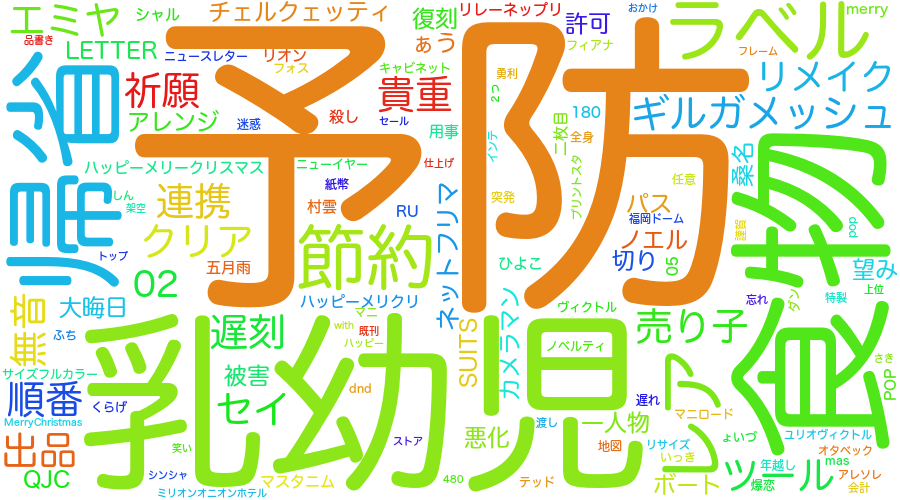 エミヤ
シャル
チェルクェッティ
復刻
リレーネップリ
おかけ
ラベル
merry
品書き
LETTER
ニュースレター
リオン
ぁう
許可
フィアナ
フレーム
帰省
祈願
フォス
キャビネット
貴重
勇利
2つ
リメイク
アレンジ
迷惑
殺し
セール
用事
インテ
180
ギルガメッシュ
予防
二枚目
全身
ハッピーメリークリスマス
ニューイヤー
仕上げ
プリントスタ
桑名
食物
しん
架空
連携
紙幣
突発
任意
村雲
RU
ネットフリマ
パス
福岡ドーム
謹留
pop
クリア
節約
ノエル
トップ
五月雨
ひよこ
切り
05
望み
02
ハッピーメリクリ
ヴィクトル
忘れ
ダン
特製
上位
無音
大晦日
マニ
SUITS
カメラマン
売り子
ふち
乳幼児
遅刻
with
既刊
ハッピー
ノベルティ
サイズフルカラー
被害
レア
さき
POP
順番
くらげ
セイ
dnd
遅れ
マニロード
MerryChristmas
渡し
一人物
ょいづ
ユリオヴィクトル
出品
笑い
ストア
悪化
地図
リサイズ
いっき
オタペック
QJC
シンシャ
マスタニム
480
テッド
ボート
ツール
年越し
mas
アレソレ
ミリオンオニオンホテル
爆恋
会計